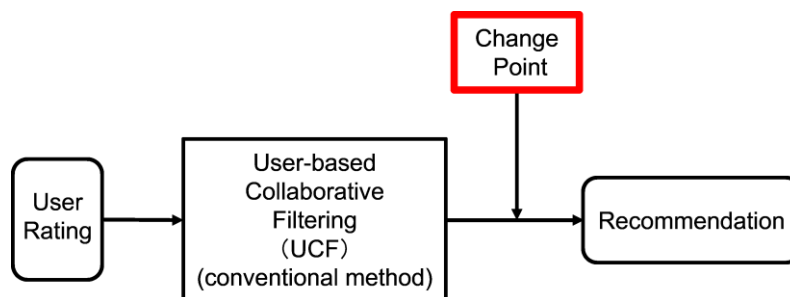 Change
Point
User-based
Collaborative
Filtering
（UCF）
(conventional method)
User
Rating
Recommendation